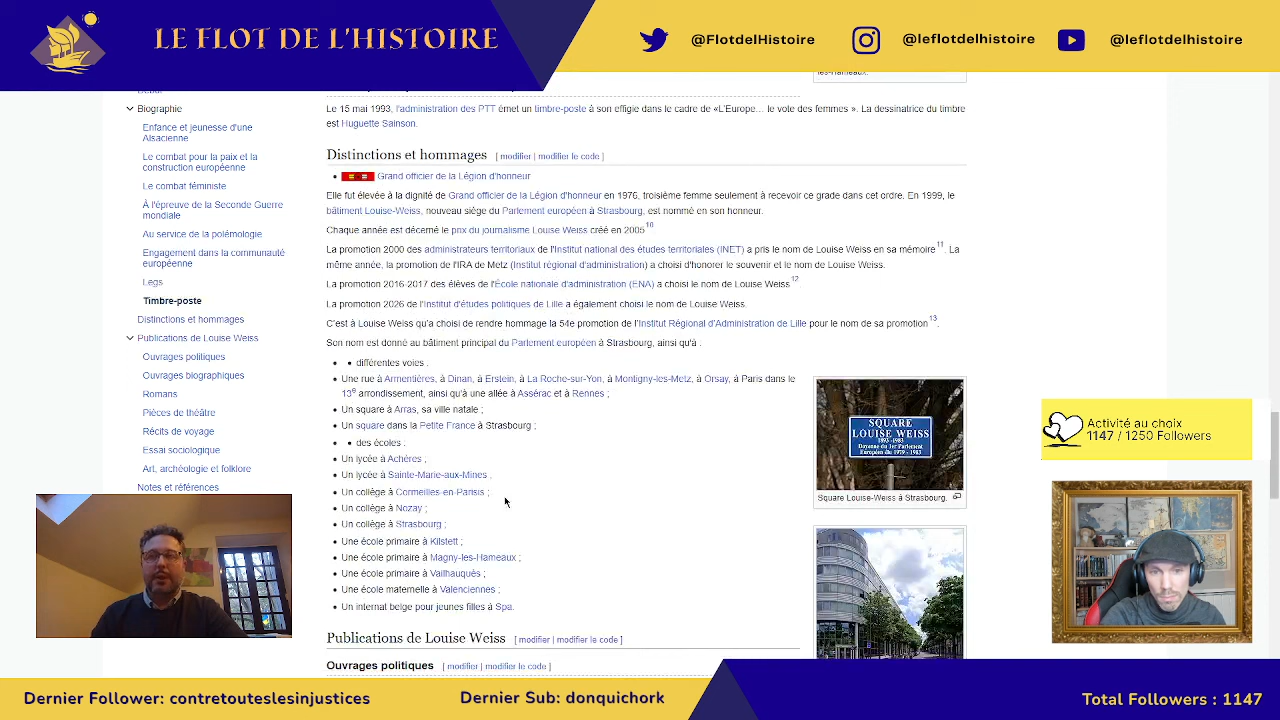 LE FLOT DE L'HISTOIRE
@FlotdelHistoire
@leflotdelhistoire
@leflotdelhistoire
Biographie
Enfance et jeunesse d'une
Alsacienne
Le combat pour la paix et la
construction européenne
Le combat féministe
À l'épreuve de la Seconde Guerre
mondiale
Au service de la polémologie
Engagement dans la communauté
européenne
Legs
Timbre-poste
Distinctions et hommages
Publications de Louise Weiss
Ouvrages politiques
Ouvrages biographiques
Romans
Pièces de théâtre
Récits de voyage
Essai sociologique
Art, archéologie et folklore
Notes et références
les-Hameaux.
Le 15 mai 1993, l'administration des PTT émet un timbre-poste à son effigie dans le cadre de «L'Europe… le vote des femmes ». La dessinatrice du timbre
est Huguette Sainson.
Distinctions et hommages [ modifier | modifier le code ]
• Grand officier de la Légion d'honneur
Elle fut élevée à la dignité de Grand officier de la Légion d'honneur en 1976, troisième femme seulement à recevoir ce grade dans cet ordre. En 1999, le
bâtiment Louise-Weiss, nouveau siège du Parlement européen à Strasbourg, est nommé en son honneur.
Chaque année est décerné le prix du journalisme Louise Weiss créé en 2005 10
La promotion 2000 des administrateurs territoriaux de l'Institut national des études territoriales (INET) a pris le nom de Louise Weiss en sa mémoire 11. La
même année, la promotion de l'IRA de Metz (Institut régional d'administration) a choisi d'honorer le souvenir et le nom de Louise Weiss.
La promotion 2016-2017 des élèves de l'École nationale d'administration (ENA) a choisi le nom de Louise Weiss 12.
La promotion 2026 de l'Institut d'études politiques de Lille a également choisi le nom de Louise Weiss.
C'est à Louise Weiss qu'a choisi de rendre hommage la 54e promotion de l'Institut Régional d'Administration de Lille pour le nom de sa promotion 13.
Son nom est donné au bâtiment principal du Parlement européen à Strasbourg, ainsi qu'à :
• • différentes voies :
• Une rue à Armentières, à Dinan, à Erstein, à La Roche-sur-Yon, à Montigny-les-Metz, à Orsay, à Paris dans le
13e arrondissement, ainsi qu'à une allée à Assérac et à Rennes ;
• Un square à Arras, sa ville natale ;
• Un square dans la Petite France à Strasbourg ;
• • des écoles :
• Un lycée à Achères ;
• Un lycée à Sainte-Marie-aux-Mines ;
• Un collège à Cormeilles-en-Parisis ;
• Un collège à Nozay ;
• Un collège à Strasbourg ;
• Une école primaire à Kilstett ;
• Une école primaire à Magny-les-Hameaux ;
• Une école primaire à Vailhauquès ;
• Une école maternelle à Valenciennes ;
• Un internat belge pour jeunes filles à Spa.
Publications de Louise Weiss [ modifier | modifier le code ]
Ouvrages politiques [ modifier | modifier le code ]
SQUARE
LOUISE WEISS
1893 - 1983
Doyenne du 1er Parlement
Européen du 1979 - 1983
Square Louise-Weiss à Strasbourg.
Activité au choix
1147 / 1250 Followers
Dernier Follower: contretouteslesinjustices
Dernier Sub: donquichork
Total Followers : 1147